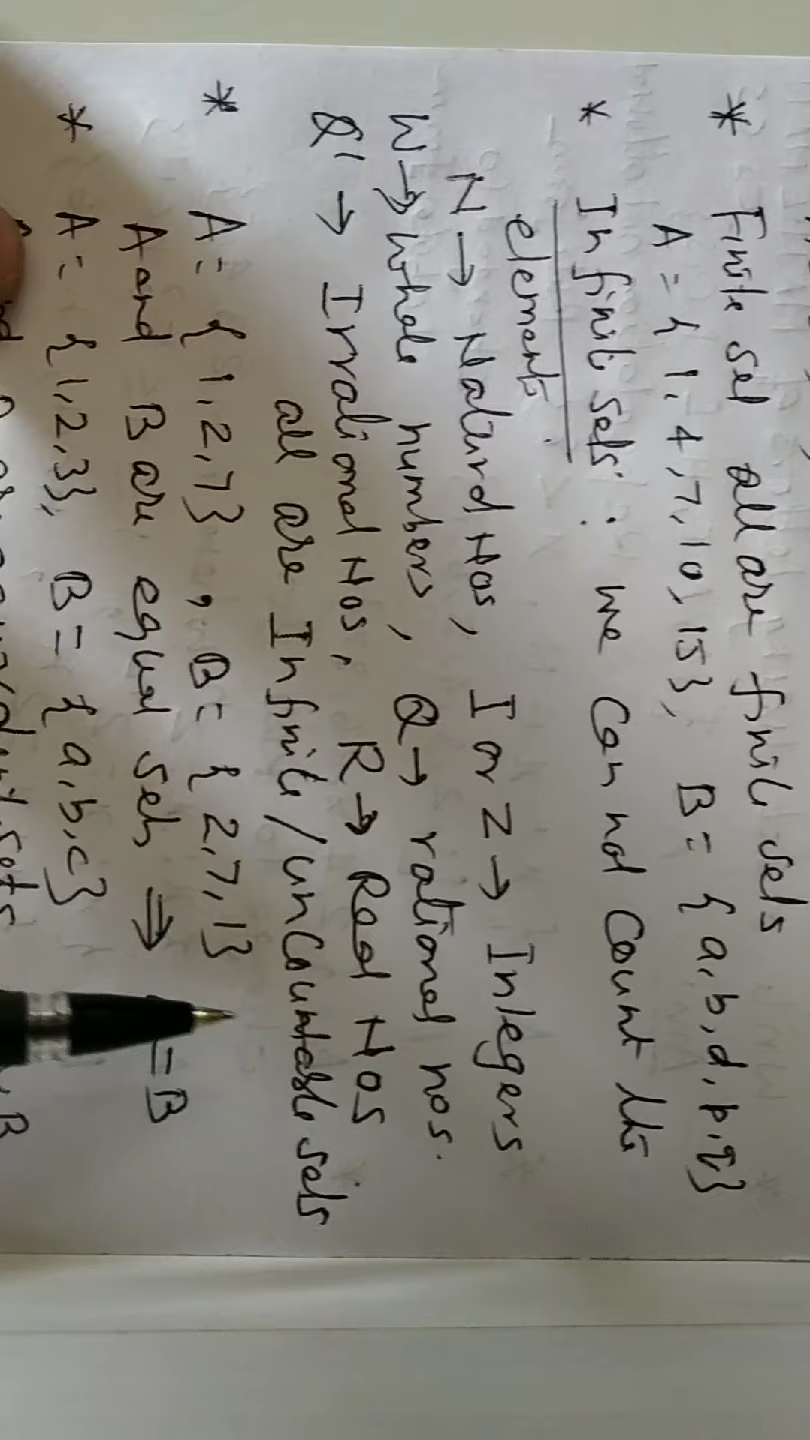 * Finite set all are finite sets
A = { 1, 4, 7, 10, 15}, B = { a, b, d, p, q}
* Infinite sets : we can not count the
elements
N → Natural Nos, I or Z → Integers
W → Whole numbers, Q → rational nos.
Q' → Irrational Nos, R → Real Nos
all are Infinite/uncountable sets
* A = { 1, 2, 7} , B = { 2, 7, 1}
A and B are equal sets ⇒ = B
* A = {1, 2, 3}, B = {a, b, c}
sets B